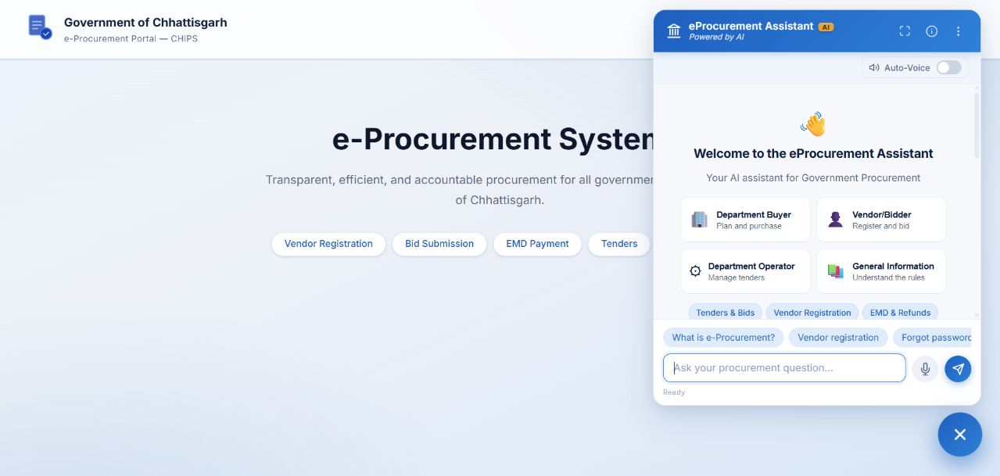 Government of Chhattisgarh
e-Procurement Portal — CHiPS
e-Procurement System
Transparent, efficient, and accountable procurement for all
of Chhattisgarh.
Vendor Registration
Bid Submission
EMD Payment
Tenders
eProcurement Assistant AI
Powered by AI
Auto-Voice
Welcome to the eProcurement Assistant
Your AI assistant for Government Procurement
Department Buyer
Plan and purchase
Vendor/Bidder
Register and bid
Department Operator
Manage tenders
General Information
Understand the rules
Tenders & Bids
Vendor Registration
EMD & Refunds
What is e-Procurement?
Vendor registration
Forgot password
Ask your procurement question...
Ready